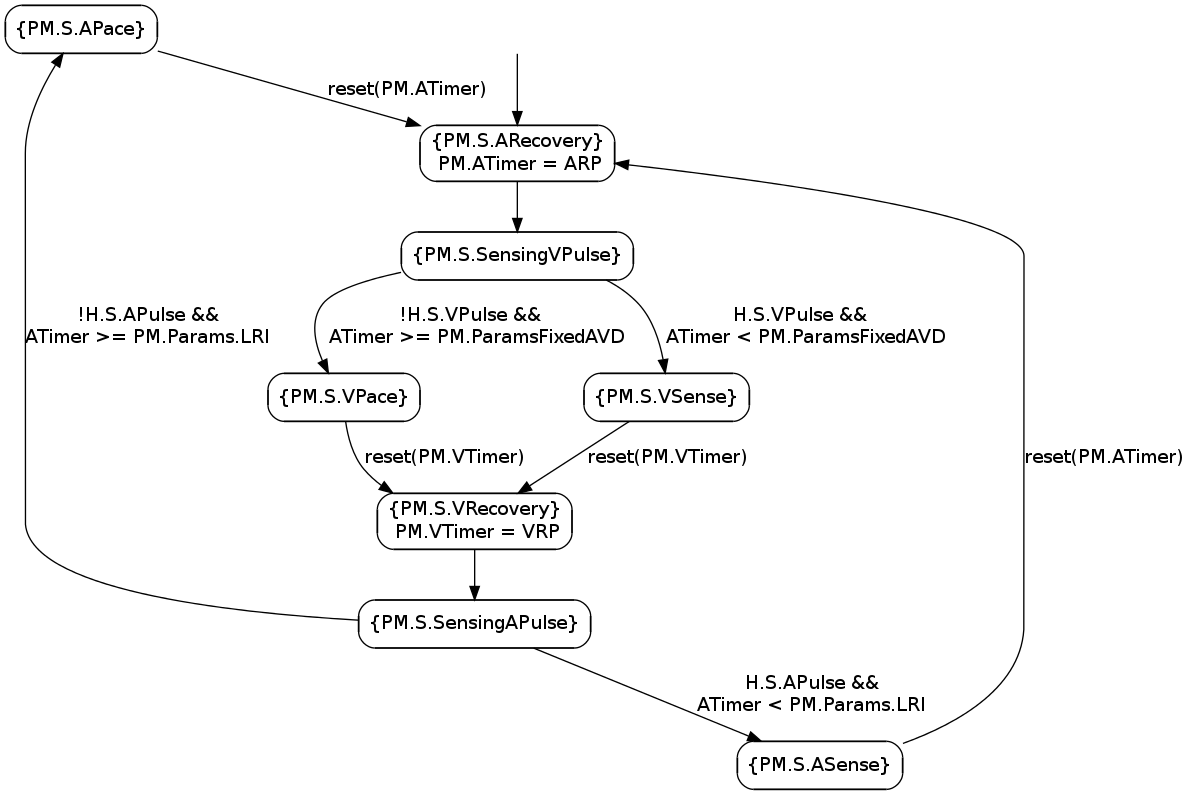 {PM.S.APace}
reset(PM.ATimer)
{PM.S.ARecovery}
PM.ATimer = ARP
{PM.S.SensingVPulse}
!H.S.APulse &&
ATimer >= PM.Params.LRI
!H.S.VPulse &&
ATimer >= PM.ParamsFixedAVD
H.S.VPulse &&
ATimer < PM.ParamsFixedAVD
{PM.S.VPace}
{PM.S.VSense}
reset(PM.VTimer)
reset(PM.VTimer)
reset(PM.ATimer)
{PM.S.VRecovery}
PM.VTimer = VRP
{PM.S.SensingAPulse}
H.S.APulse &&
ATimer < PM.Params.LRI
{PM.S.ASense}